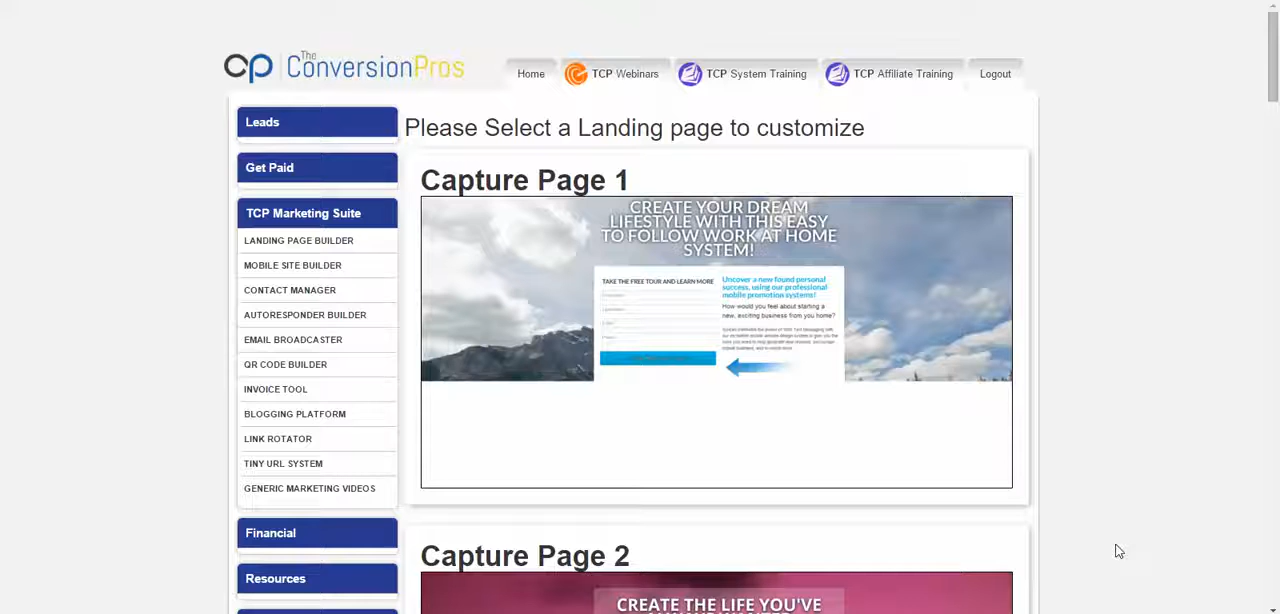 The
ConversionPros
Home
TCP Webinars
TCP System Training
TCP Affiliate Training
Logout
Leads
Get Paid
TCP Marketing Suite
LANDING PAGE BUILDER
MOBILE SITE BUILDER
CONTACT MANAGER
AUTORESPONDER BUILDER
EMAIL BROADCASTER
QR CODE BUILDER
INVOICE TOOL
BLOGGING PLATFORM
LINK ROTATOR
TINY URL SYSTEM
GENERIC MARKETING VIDEOS
Financial
Resources
Please Select a Landing page to customize
Capture Page 1
CREATE YOUR DREAM
LIFESTYLE WITH THIS EASY
TO FOLLOW WORK AT HOME
SYSTEM!
TAKE THE FREE TOUR AND LEARN MORE
Uncover a new found personal
success, using our professional
mobile promotion systems!
How would you feel about starting a
new, exciting business from you home?
Capture Page 2
CREATE THE LIFE YOU'VE